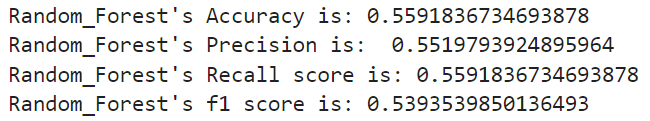 Random_Forest's Accuracy is: 0.5591836734693878
Random_Forest's Precision is:  0.5519793924895964
Random_Forest's Recall score is: 0.5591836734693878
Random_Forest's f1 score is: 0.5393539850136493